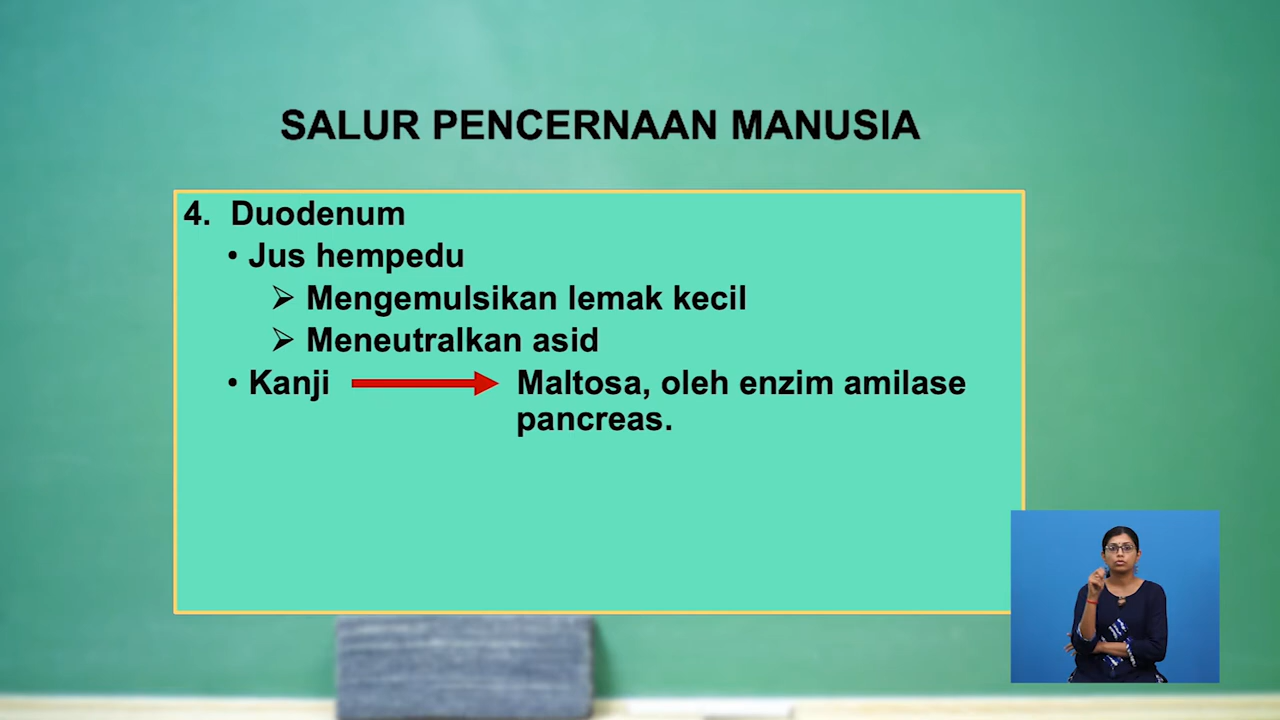 SALUR PENCERNAAN MANUSIA
4. Duodenum
• Jus hempedu
➢ Mengemulsikan lemak kecil
➢ Meneutralkan asid
• Kanji → Maltosa, oleh enzim amilase
pancreas.